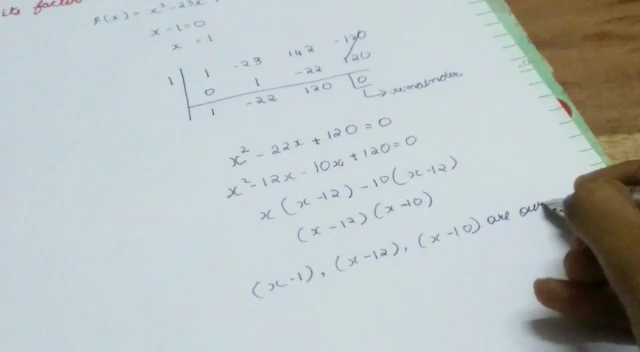 its factor
P(x) = x³ - 23x
x - 1 = 0
x = 1
1 | 1 -23 142 -120
0 1 -22 120
1 -22 120 0
↳ remainder
x² - 22x + 120 = 0
x² - 12x - 10x + 120 = 0
x (x - 12) - 10 (x - 12)
(x - 12) (x - 10)
(x - 1), (x - 12), (x - 10) are our